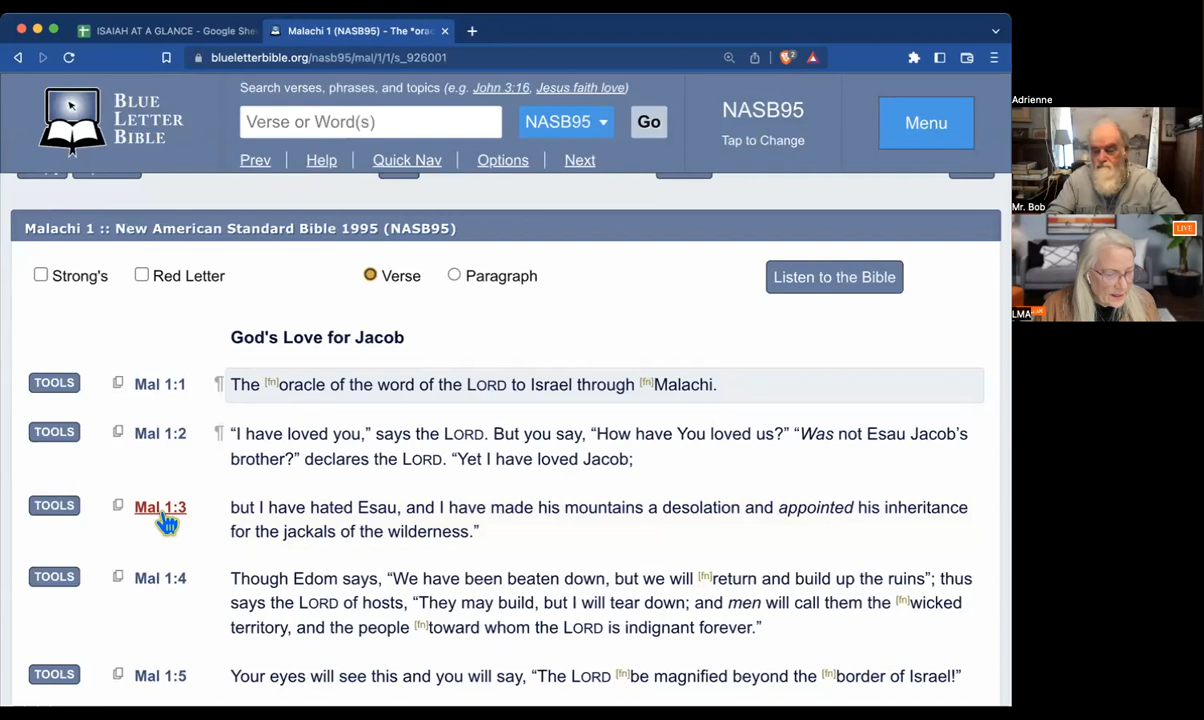 ISAIAH AT A GLANCE - Google She
Malachi 1 (NASB95) - The *orac
blueletterbible.org/nasb95/mal/1/1/s_926001
2
Adrienne
BLUE
LETTER
BIBLE
Search verses, phrases, and topics (e.g. John 3:16, Jesus faith love)
Verse or Word(s)
NASB95
Go
NASB95
Tap to Change
Menu
Prev
Help
Quick Nav
Options
Next
Mr. Bob
LIVE
LMA
Malachi 1 :: New American Standard Bible 1995 (NASB95)
Strong's
Red Letter
Verse
Paragraph
Listen to the Bible
God's Love for Jacob
TOOLS Mal 1:1 ¶ The [fn]oracle of the word of the LORD to Israel through [fn]Malachi.
TOOLS Mal 1:2 ¶ “I have loved you,” says the LORD. But you say, “How have You loved us?” “Was not Esau Jacob’s
brother?” declares the LORD. “Yet I have loved Jacob;
TOOLS Mal 1:3 but I have hated Esau, and I have made his mountains a desolation and appointed his inheritance
for the jackals of the wilderness.”
TOOLS Mal 1:4 Though Edom says, “We have been beaten down, but we will [fn]return and build up the ruins”; thus
says the LORD of hosts, “They may build, but I will tear down; and men will call them the [fn]wicked
territory, and the people [fn]toward whom the LORD is indignant forever.”
TOOLS Mal 1:5 Your eyes will see this and you will say, “The LORD [fn]be magnified beyond the [fn]border of Israel!”